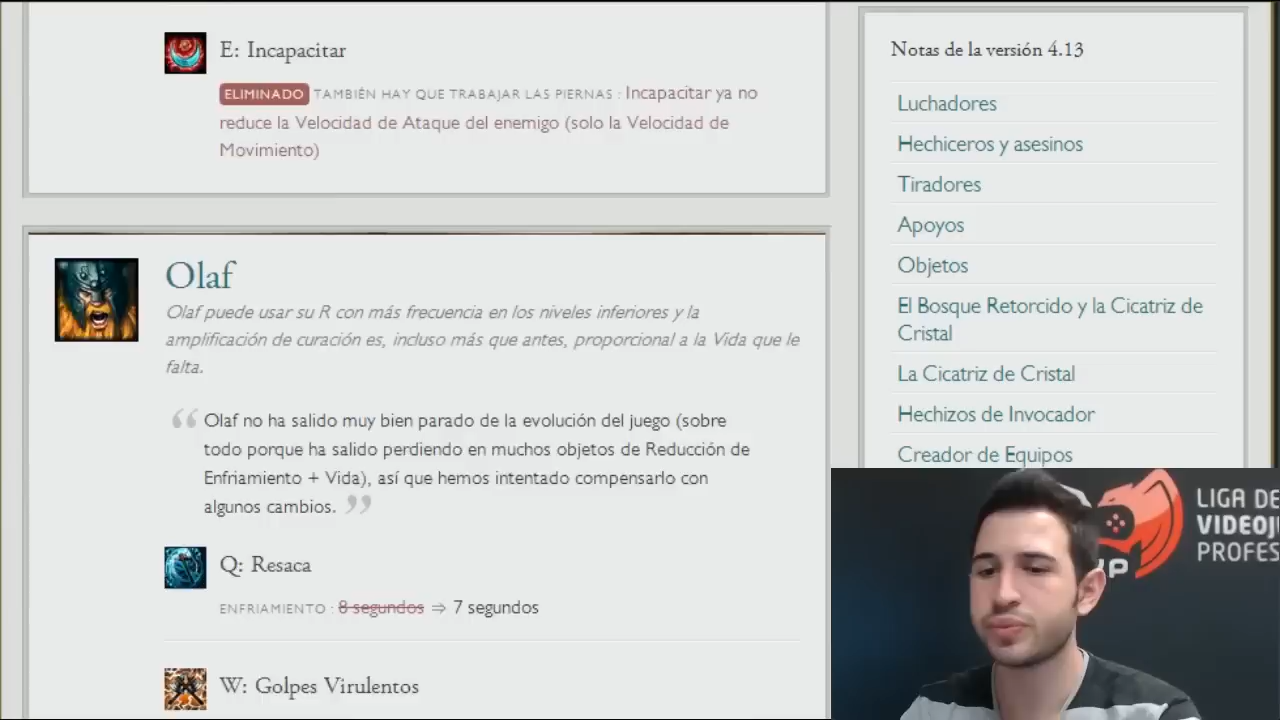 E: Incapacitar
ELIMINADO TAMBIÉN HAY QUE TRABAJAR LAS PIERNAS : Incapacitar ya no
reduce la Velocidad de Ataque del enemigo (solo la Velocidad de
Movimiento)
Olaf
Olaf puede usar su R con más frecuencia en los niveles inferiores y la
amplificación de curación es, incluso más que antes, proporcional a la Vida que le
falta.
“ Olaf no ha salido muy bien parado de la evolución del juego (sobre
todo porque ha salido perdiendo en muchos objetos de Reducción de
Enfriamiento + Vida), así que hemos intentado compensarlo con
algunos cambios. ”
Q: Resaca
ENFRIAMIENTO : 8 segundos ⇒ 7 segundos
W: Golpes Virulentos
Notas de la versión 4.13
Luchadores
Hechiceros y asesinos
Tiradores
Apoyos
Objetos
El Bosque Retorcido y la Cicatriz de
Cristal
La Cicatriz de Cristal
Hechizos de Invocador
Creador de Equipos
LIGA DE
VIDEOJ
PROFES
VP